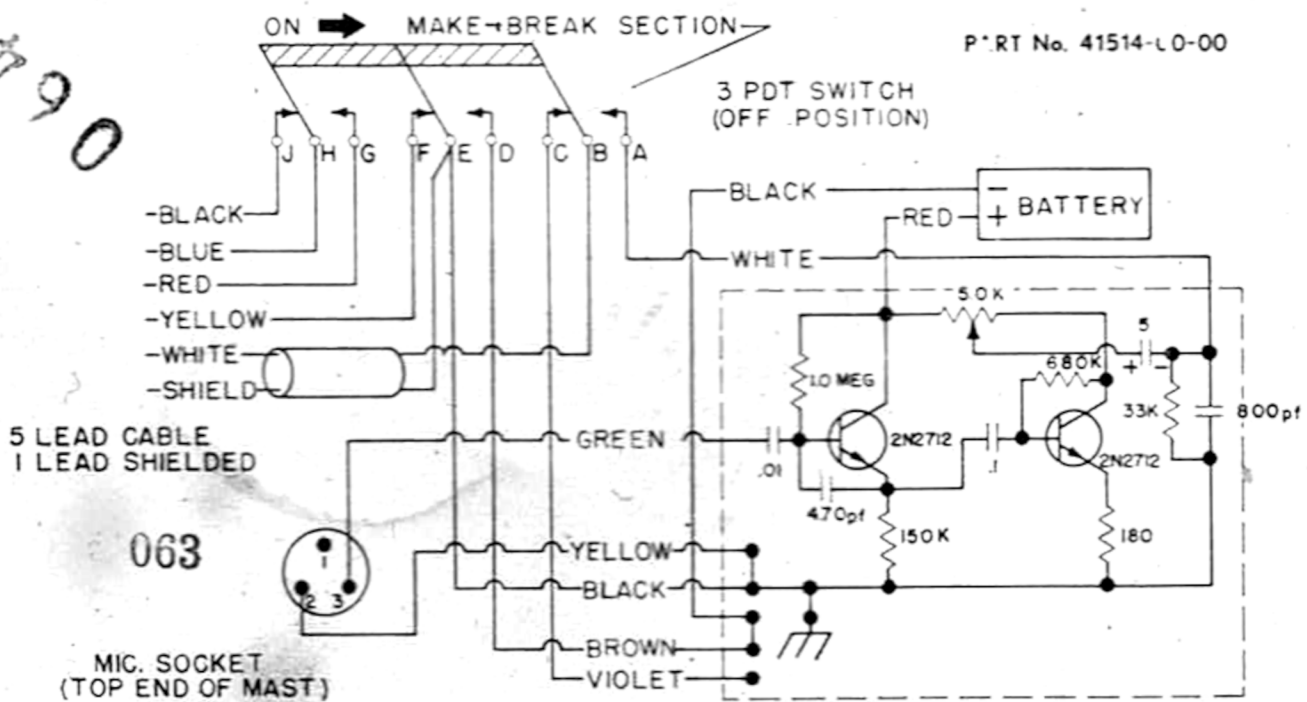 ON MAKE-BREAK SECTION
790
3 PDT SWITCH
(OFF POSITION)
J H G F E D C B A
BLACK
BLUE
RED
YELLOW
WHITE
SHIELD
5 LEAD CABLE
1 LEAD SHIELDED
063
BLACK
RED
- +
BATTERY
WHITE
5.0K
5
+ -
680K
1.0 MEG
33K
800pf
GREEN
.01
2N2712
.1
2N2712
470pf
150K
180
1
2 3
YELLOW
BLACK
BROWN
VIOLET
MIC. SOCKET
(TOP END OF MAST)